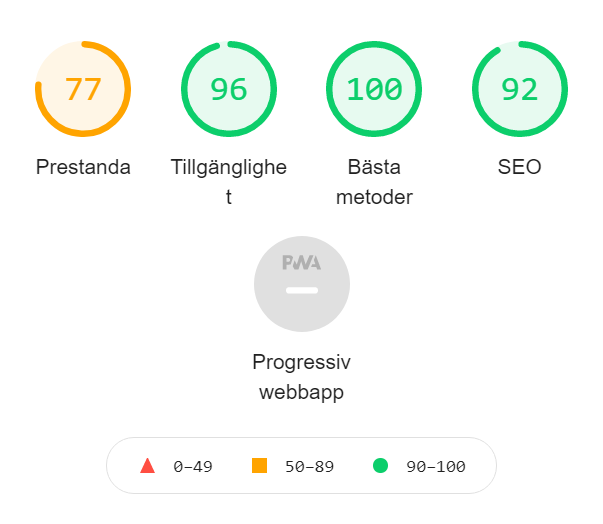 77 96 100 92
Prestanda Tillgänglighe Bästa SEO
t metoder
PWA
Progressiv
webbapp
0–49 50–89 90–100